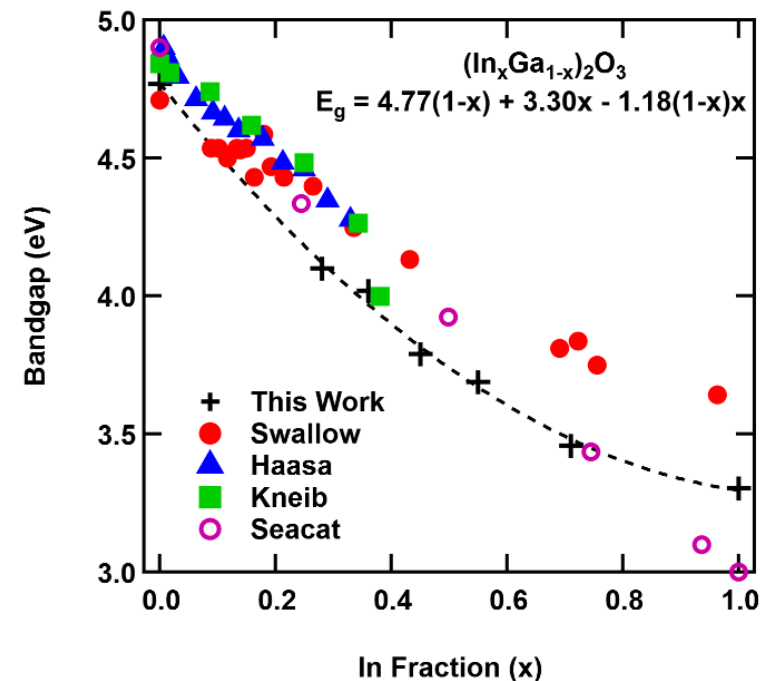 5.0
4.5
4.0
3.5
3.0
Bandgap (eV)
(InxGa1-x)2O3
Eg = 4.77(1-x) + 3.30x - 1.18(1-x)x
This Work
Swallow
Haasa
Kneib
Seacat
0.0 0.2 0.4 0.6 0.8 1.0
In Fraction (x)